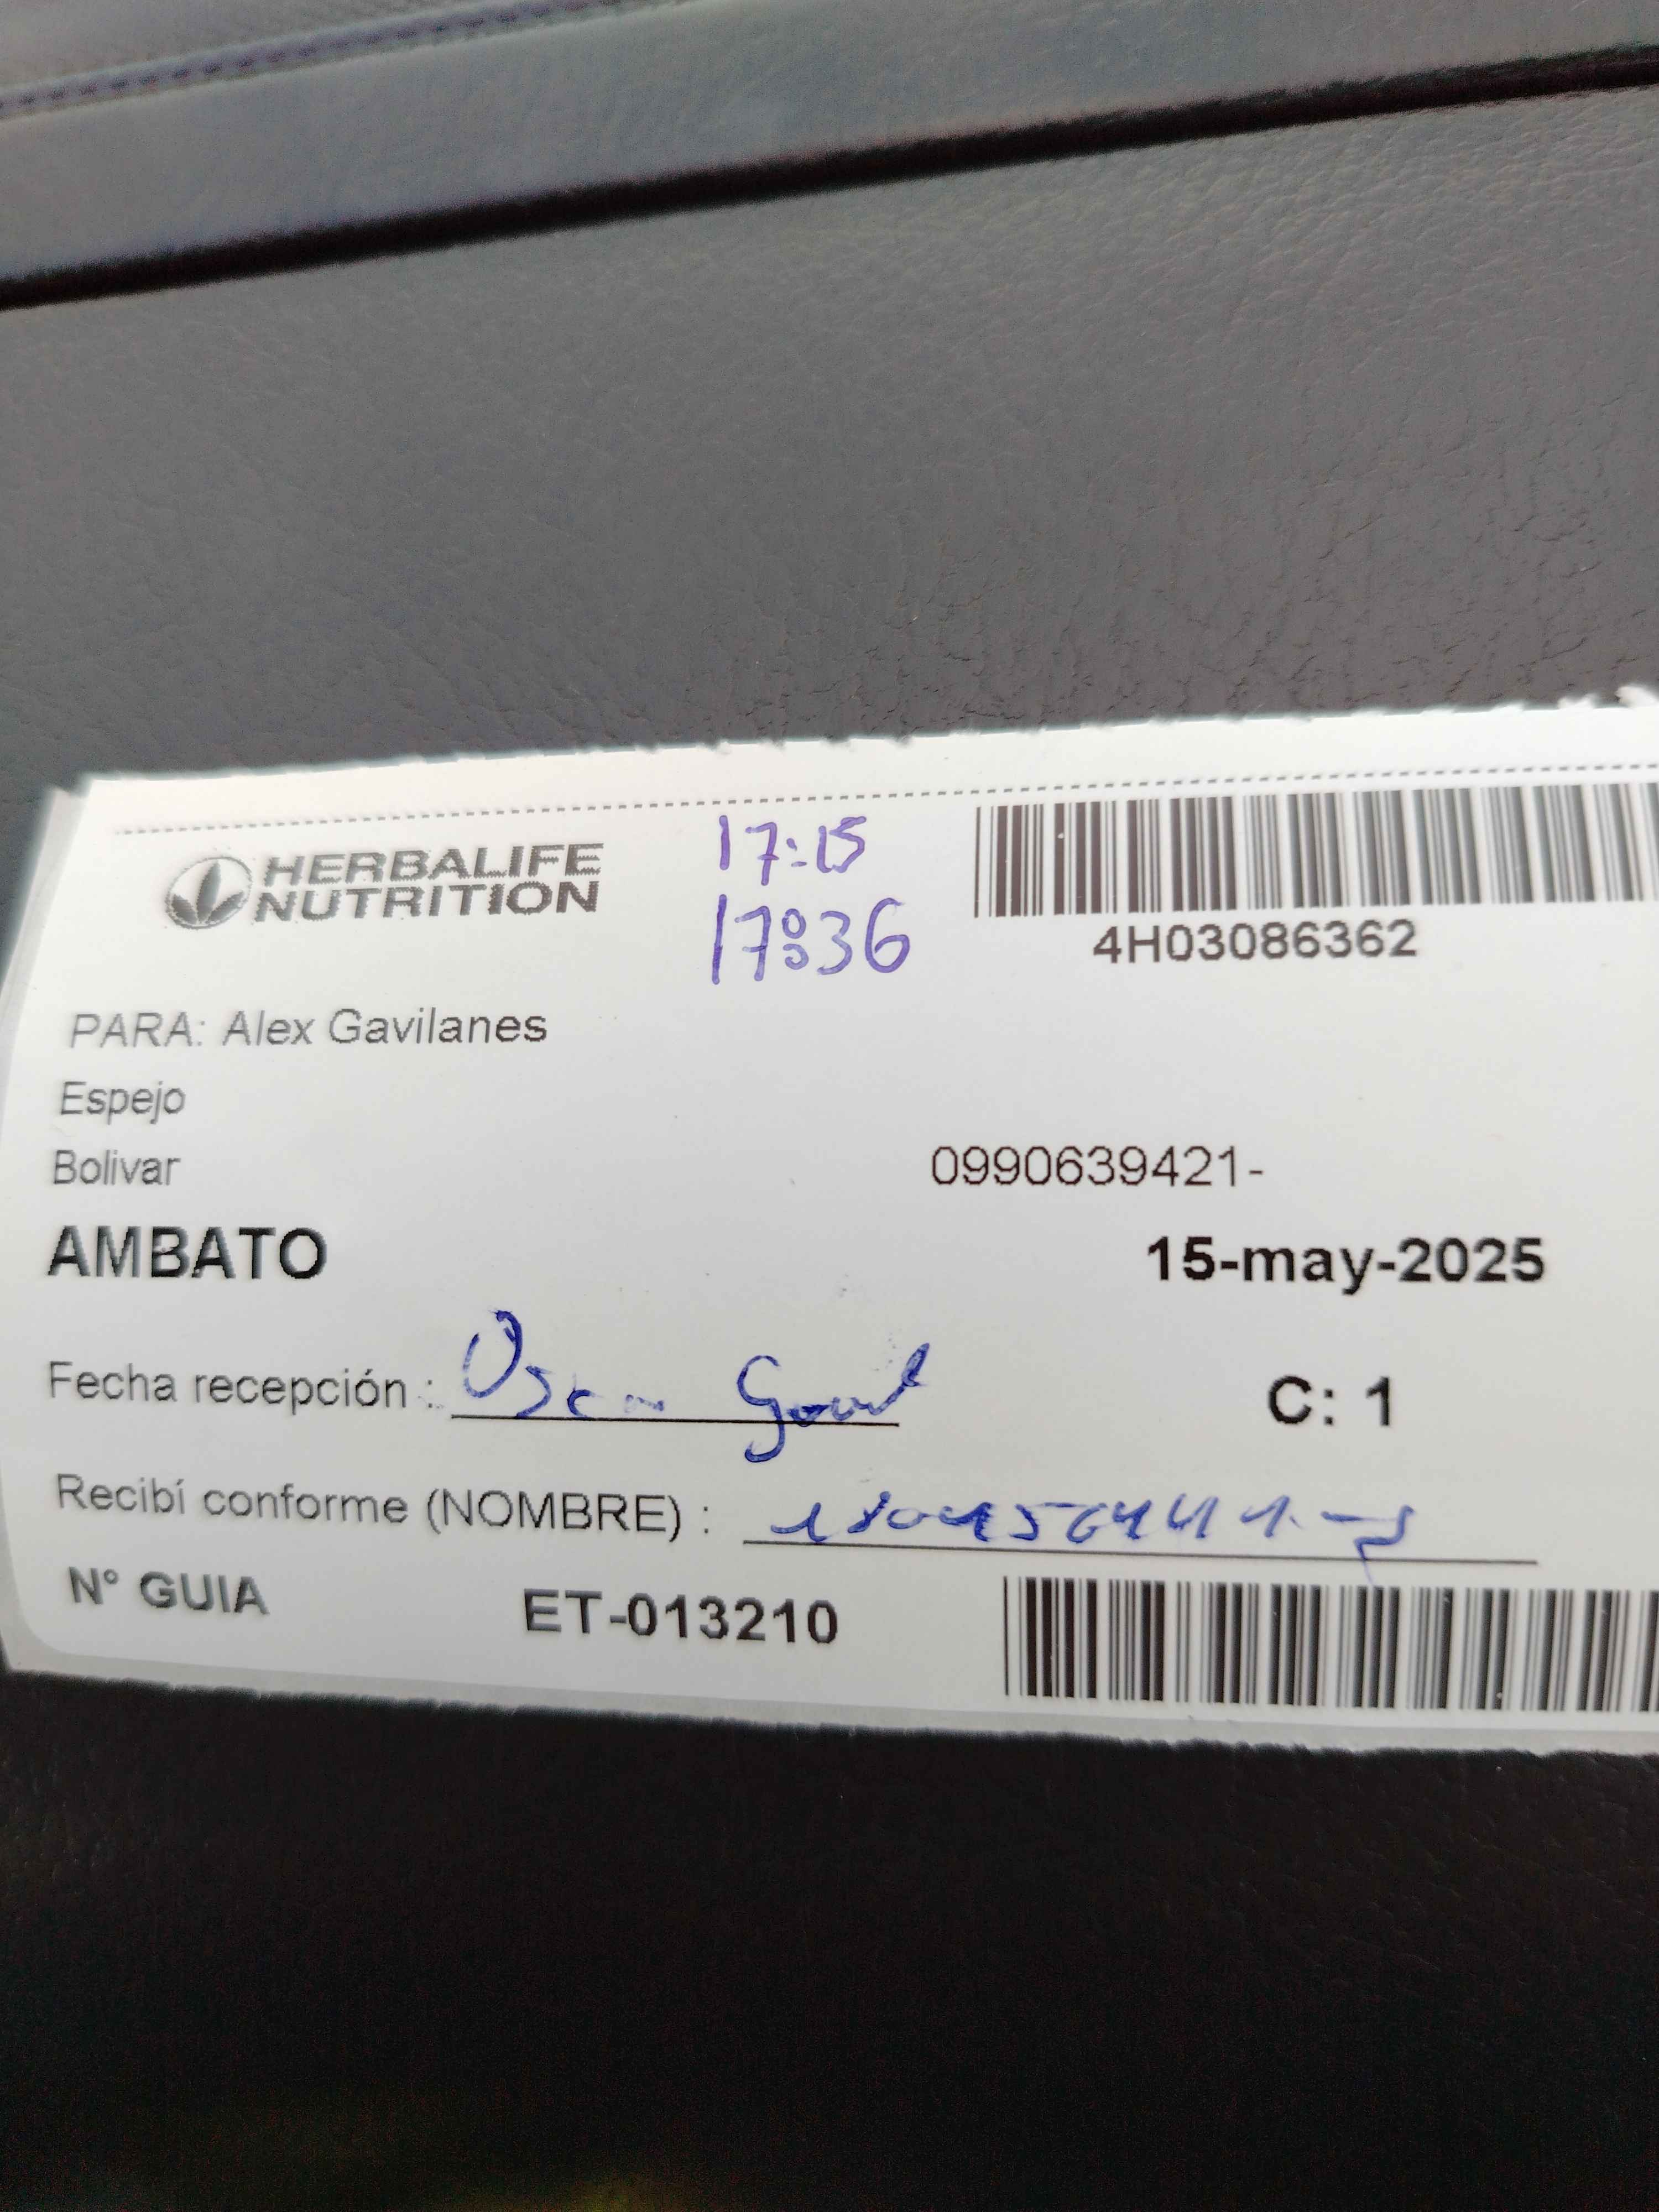 HERBALIFE
NUTRITION
17:15
17:36
4H03086362
PARA: Alex Gavilanes
Espejo
Bolivar
0990639421-
AMBATO
15-may-2025
Fecha recepción :
C: 1
Recibí conforme (NOMBRE) :
N° GUIA
ET-013210